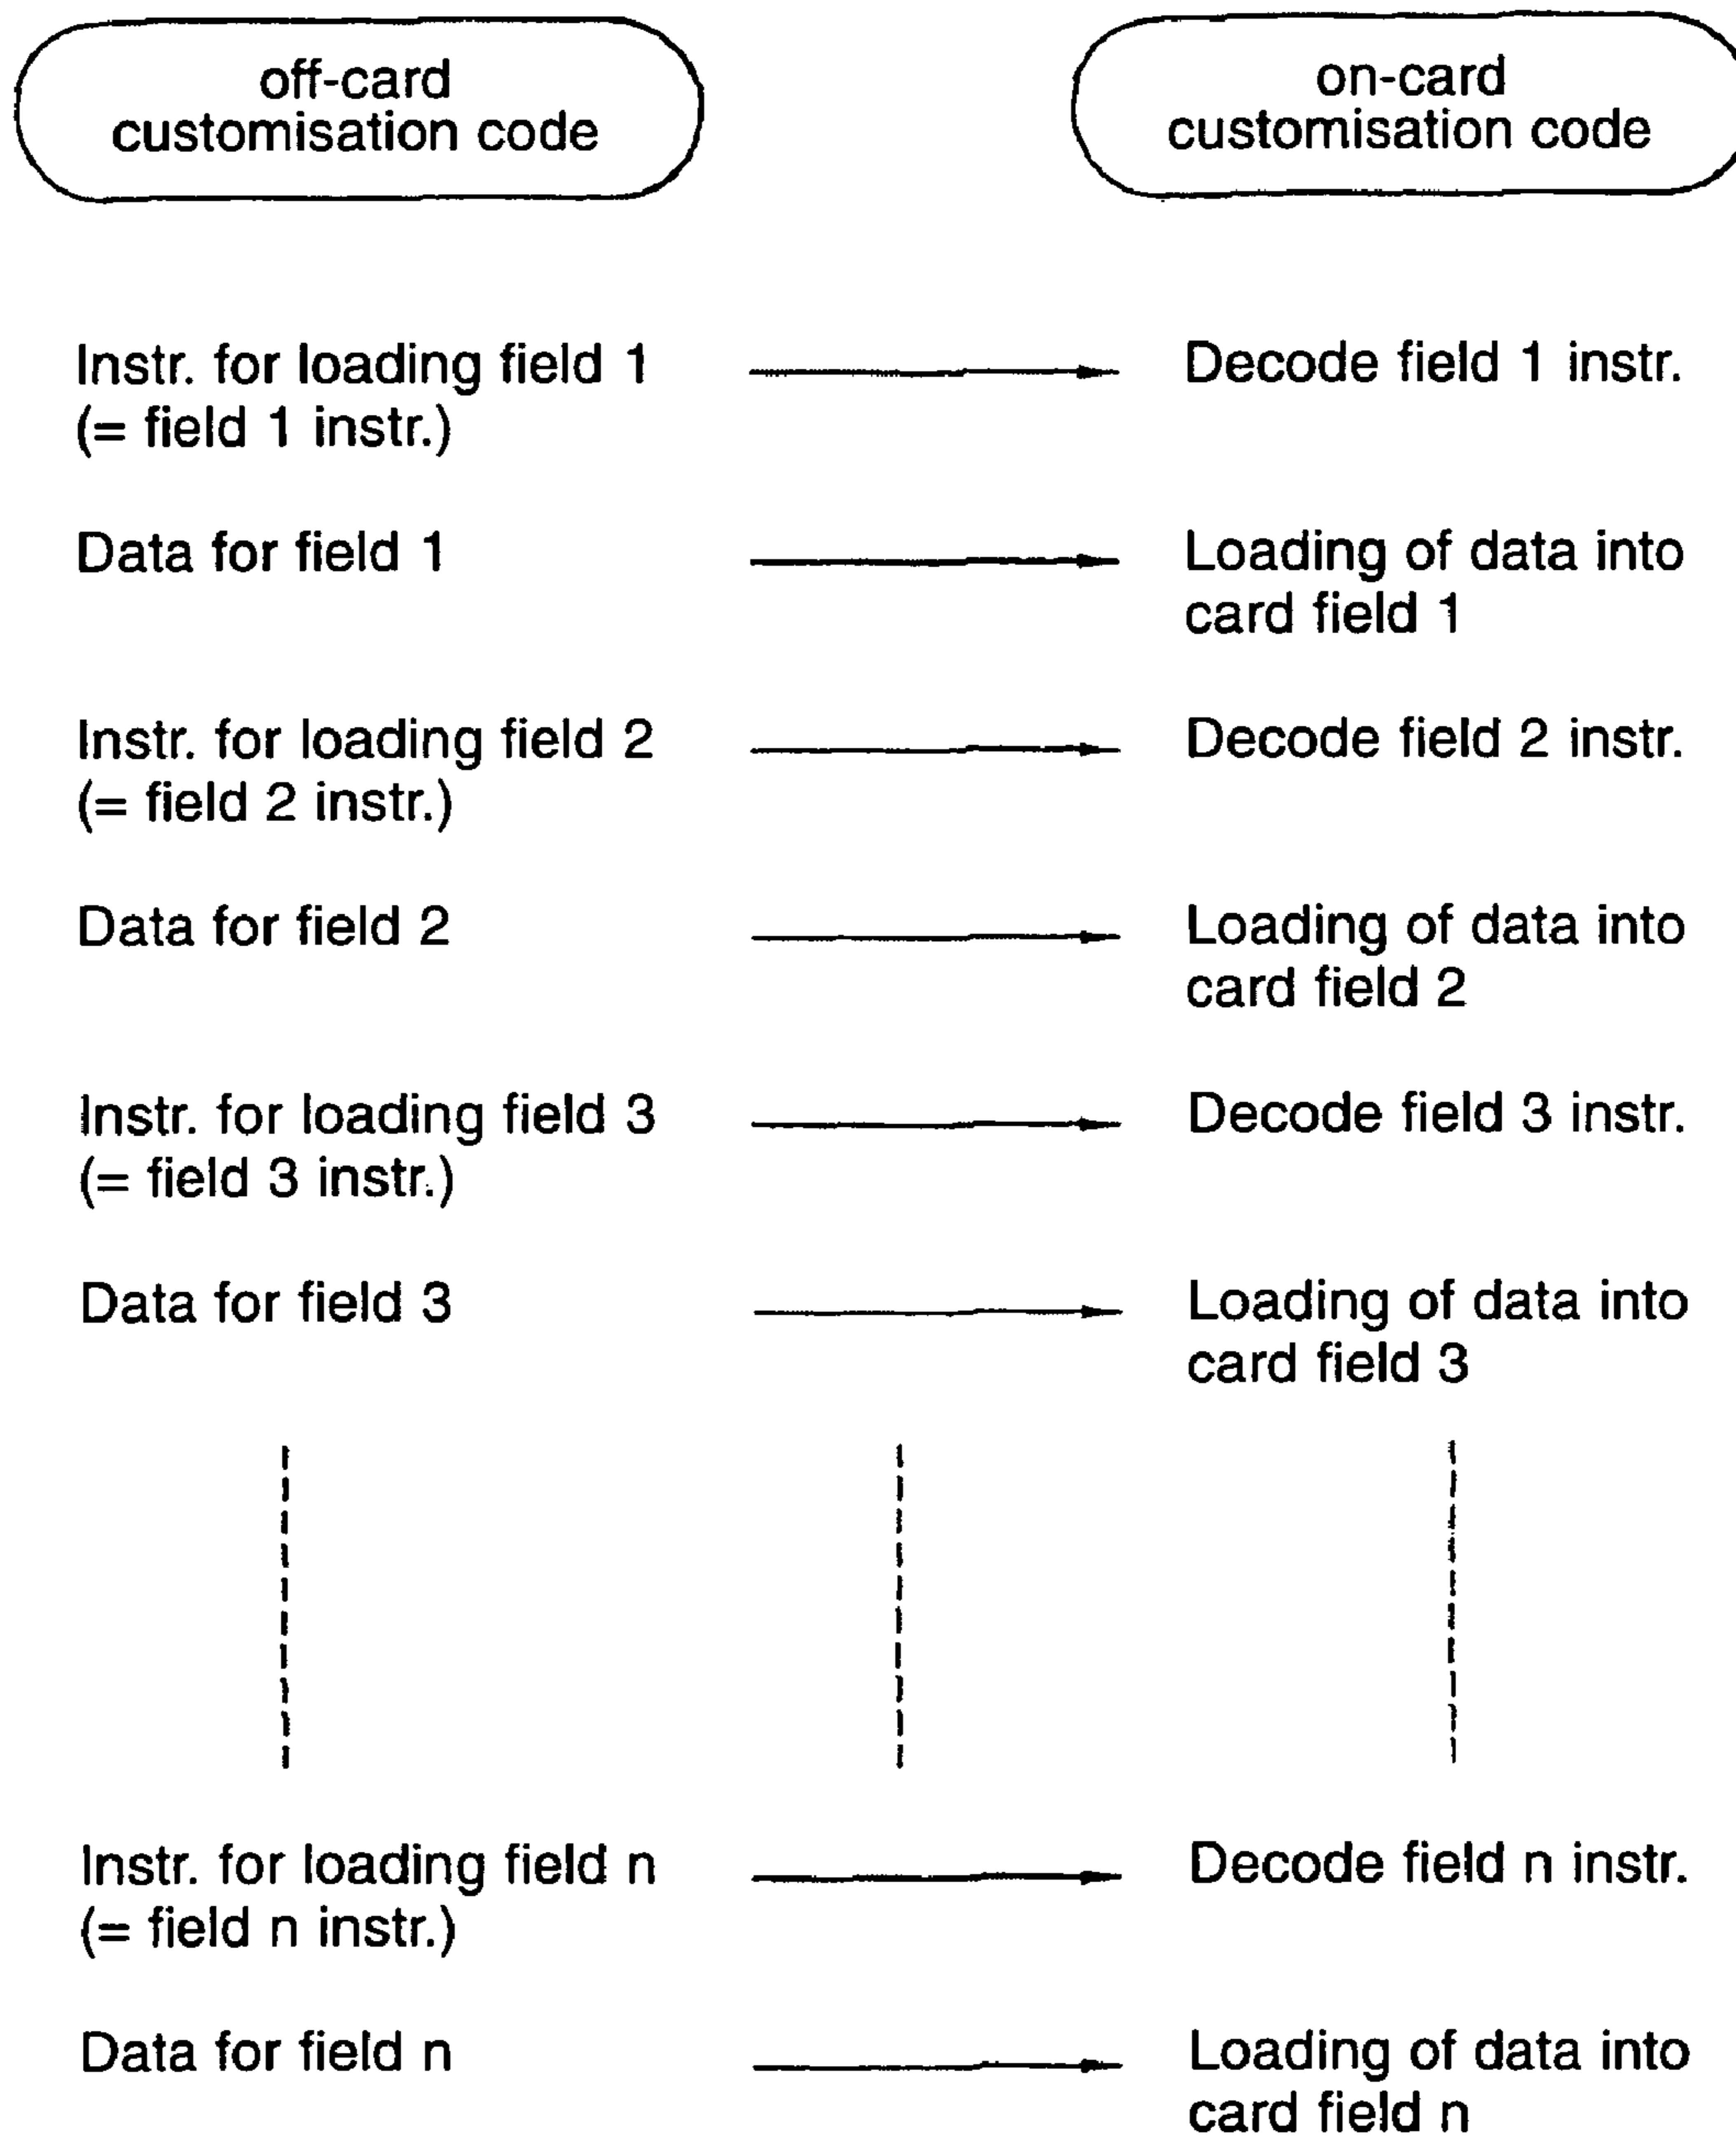 off-card
customisation code
on-card
customisation code
Instr. for loading field 1
(= field 1 instr.)
Decode field 1 instr.
Data for field 1
Loading of data into
card field 1
Instr. for loading field 2
(= field 2 instr.)
Decode field 2 instr.
Data for field 2
Loading of data into
card field 2
Instr. for loading field 3
(= field 3 instr.)
Decode field 3 instr.
Data for field 3
Loading of data into
card field 3
Instr. for loading field n
(= field n instr.)
Decode field n instr.
Data for field n
Loading of data into
card field n